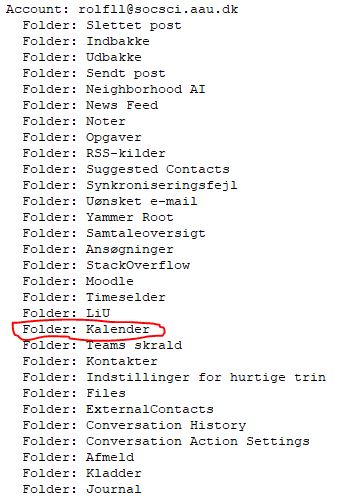 Account: rolfll@socsci.aau.dk
Folder: Slettet post
Folder: Indbakke
Folder: Udbakke
Folder: Sendt post
Folder: Neighborhood AI
Folder: News Feed
Folder: Noter
Folder: Opgaver
Folder: RSS-kilder
Folder: Suggested Contacts
Folder: Synkroniseringsfejl
Folder: Uønsket e-mail
Folder: Yammer Root
Folder: Samtaleoversigt
Folder: Ansøgninger
Folder: StackOverflow
Folder: Moodle
Folder: Timeselder
Folder: LiU
Folder: Kalender
Folder: Teams skrald
Folder: Kontakter
Folder: Indstillinger for hurtige trin
Folder: Files
Folder: ExternalContacts
Folder: Conversation History
Folder: Conversation Action Settings
Folder: Afmeld
Folder: Kladder
Folder: Journal